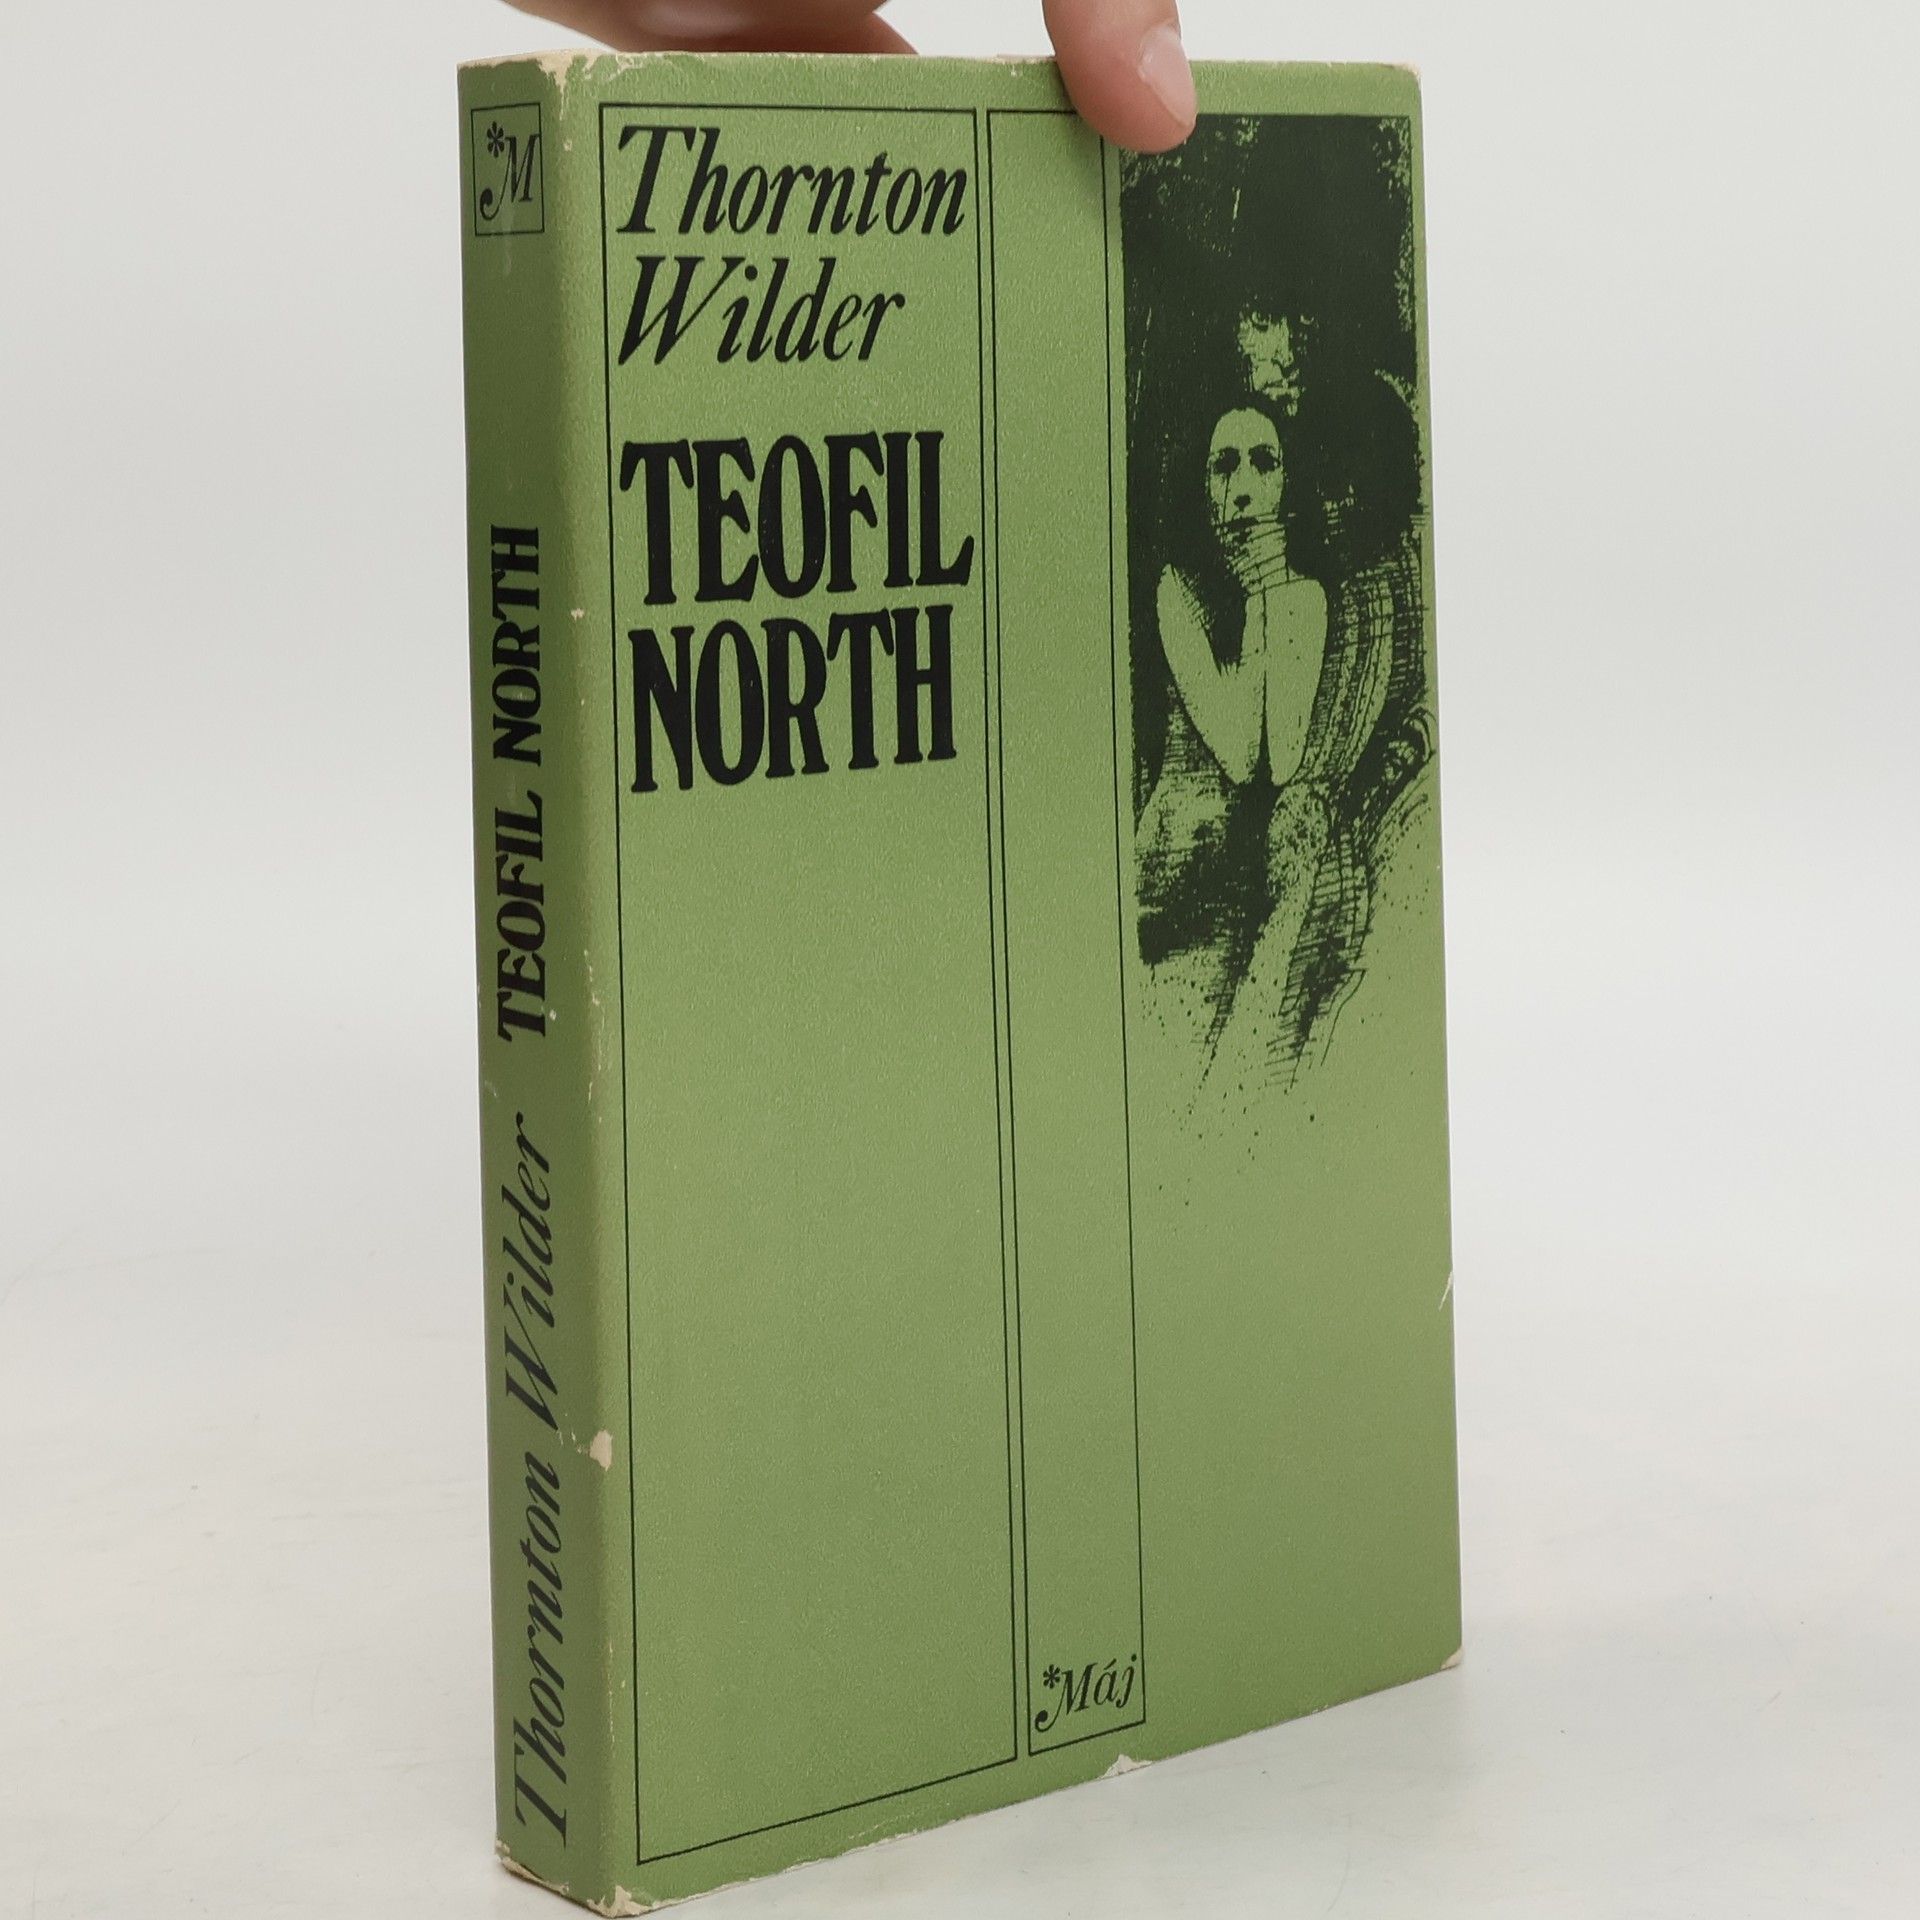 *M
TEOFIL NORTH
Thornton Wilder
Thornton
Wilder
TEOFIL
NORTH
*Máj